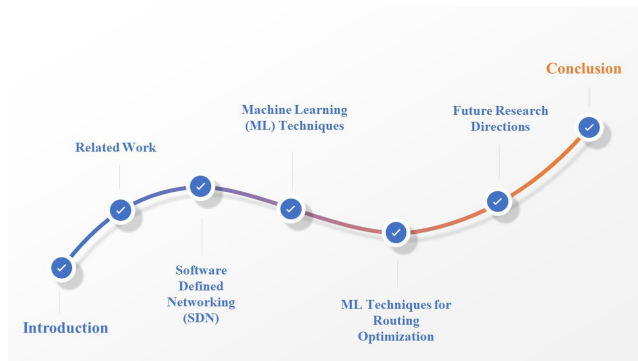 Introduction
Related Work
Software
Defined
Networking
(SDN)
Machine Learning
(ML) Techniques
ML Techniques for
Routing
Optimization
Future Research
Directions
Conclusion